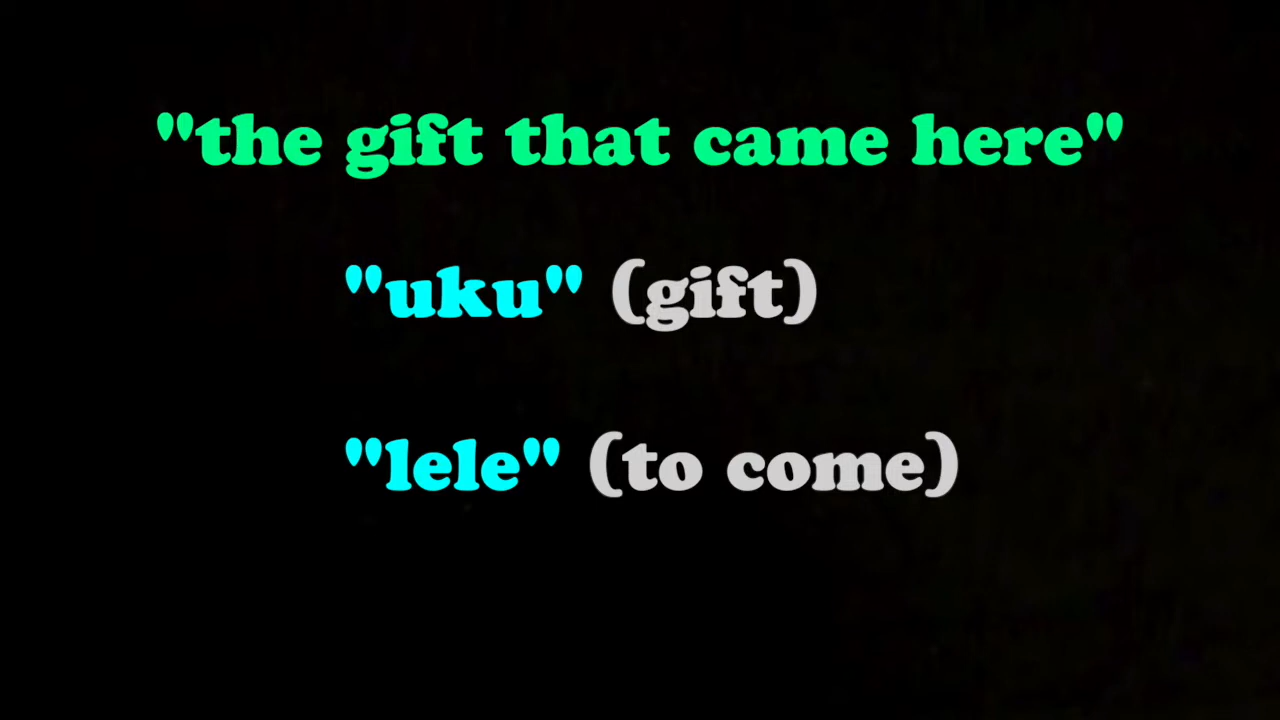 "the gift that came here"
"uku" (gift)
"lele" (to come)